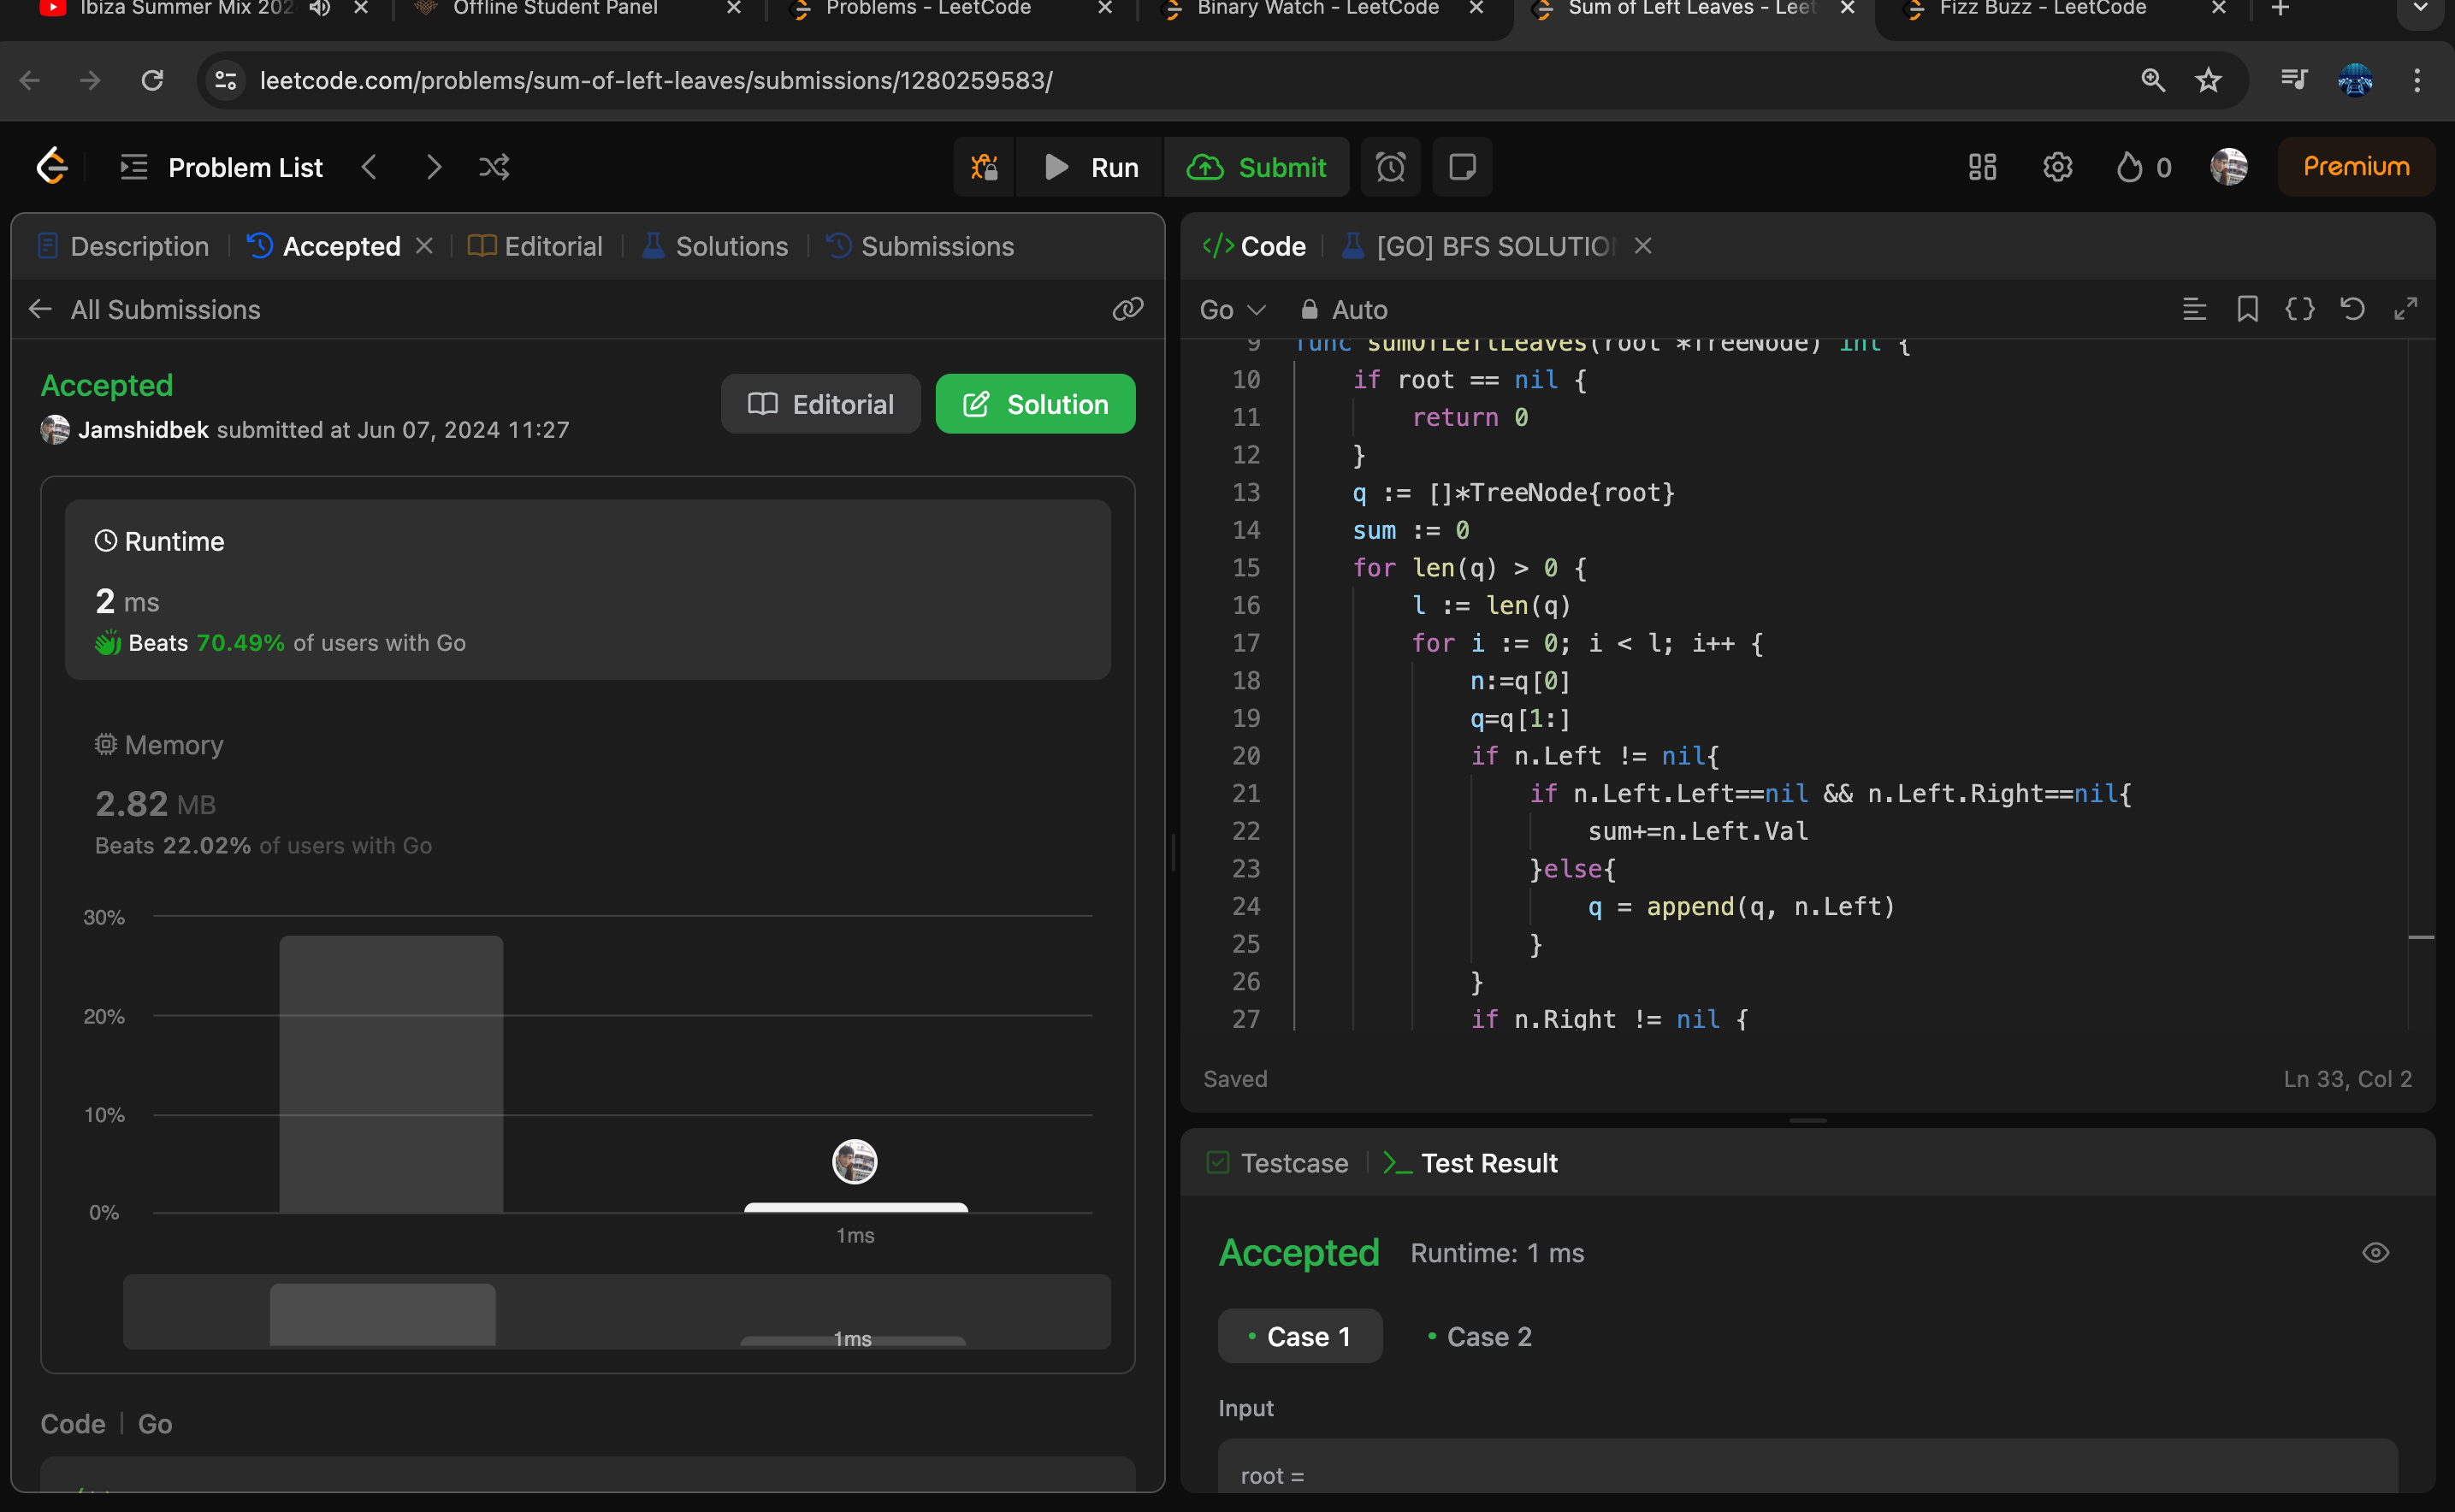 Ibiza Summer Mix 202
Offline Student Panel
Problems - LeetCode
Binary Watch - LeetCode
Sum of Left Leaves - Leet
Fizz Buzz - LeetCode
leetcode.com/problems/sum-of-left-leaves/submissions/1280259583/
Problem List
Run
Submit
0
Premium
Description
Accepted
Editorial
Solutions
Submissions
All Submissions
Accepted
Jamshidbek submitted at Jun 07, 2024 11:27
Editorial
Solution
Runtime
2 ms
Beats 70.49% of users with Go
Memory
2.82 MB
Beats 22.02% of users with Go
30%
20%
10%
0%
1ms
1ms
Code | Go
</> Code
[GO] BFS SOLUTION
Go
Auto
9 func sumOfLeftLeaves(root *TreeNode) int {
10 if root == nil {
11 return 0
12 }
13 q := []*TreeNode{root}
14 sum := 0
15 for len(q) > 0 {
16 l := len(q)
17 for i := 0; i < l; i++ {
18 n:=q[0]
19 q=q[1:]
20 if n.Left != nil{
21 if n.Left.Left==nil && n.Left.Right==nil{
22 sum+=n.Left.Val
23 }else{
24 q = append(q, n.Left)
25 }
26 }
27 if n.Right != nil {
Saved
Ln 33, Col 2
Testcase
Test Result
Accepted
Runtime: 1 ms
Case 1
Case 2
Input
root =